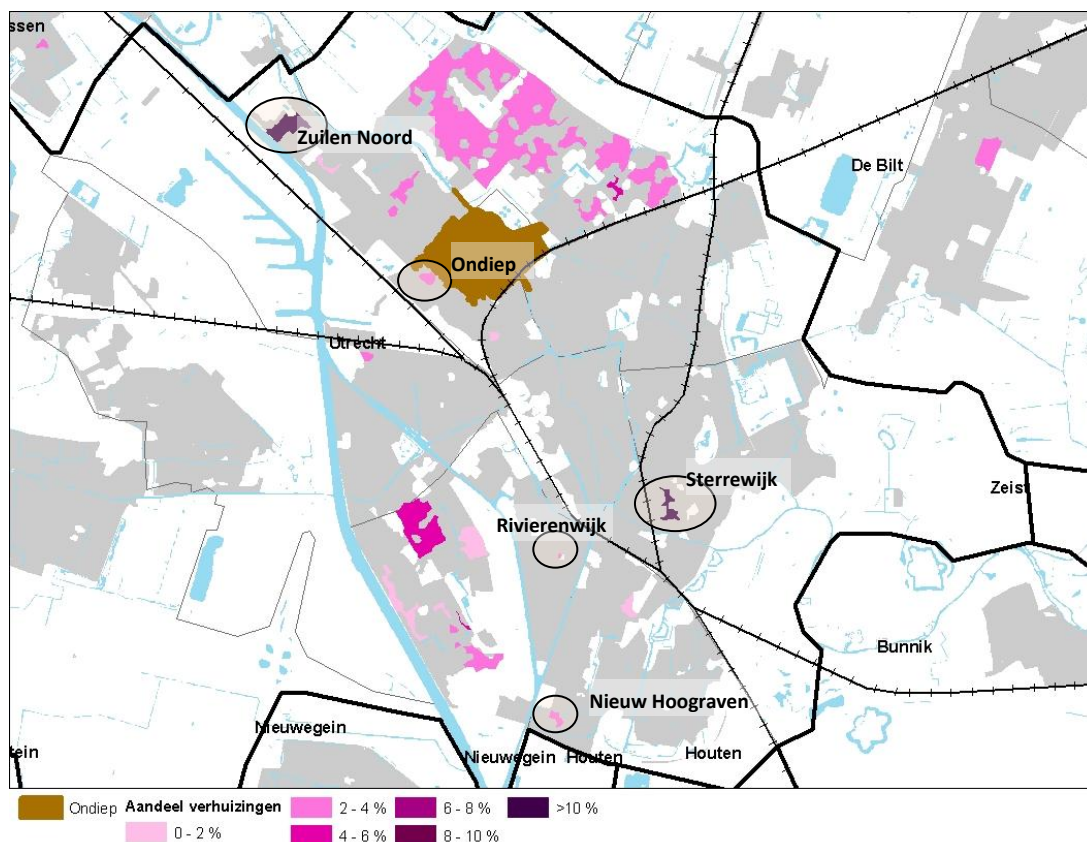 ssen
Zuilen Noord
De Bilt
Ondiep
Utrecht
Sterrewijk
Zeist
Rivierenwijk
Bunnik
Nieuw Hoograven
Nieuwegein
tein
Nieuwegein
Houten
Houten
Ondiep
Aandeel verhuizingen
0 - 2 %
2 - 4 %
4 - 6 %
6 - 8 %
8 - 10 %
>10 %